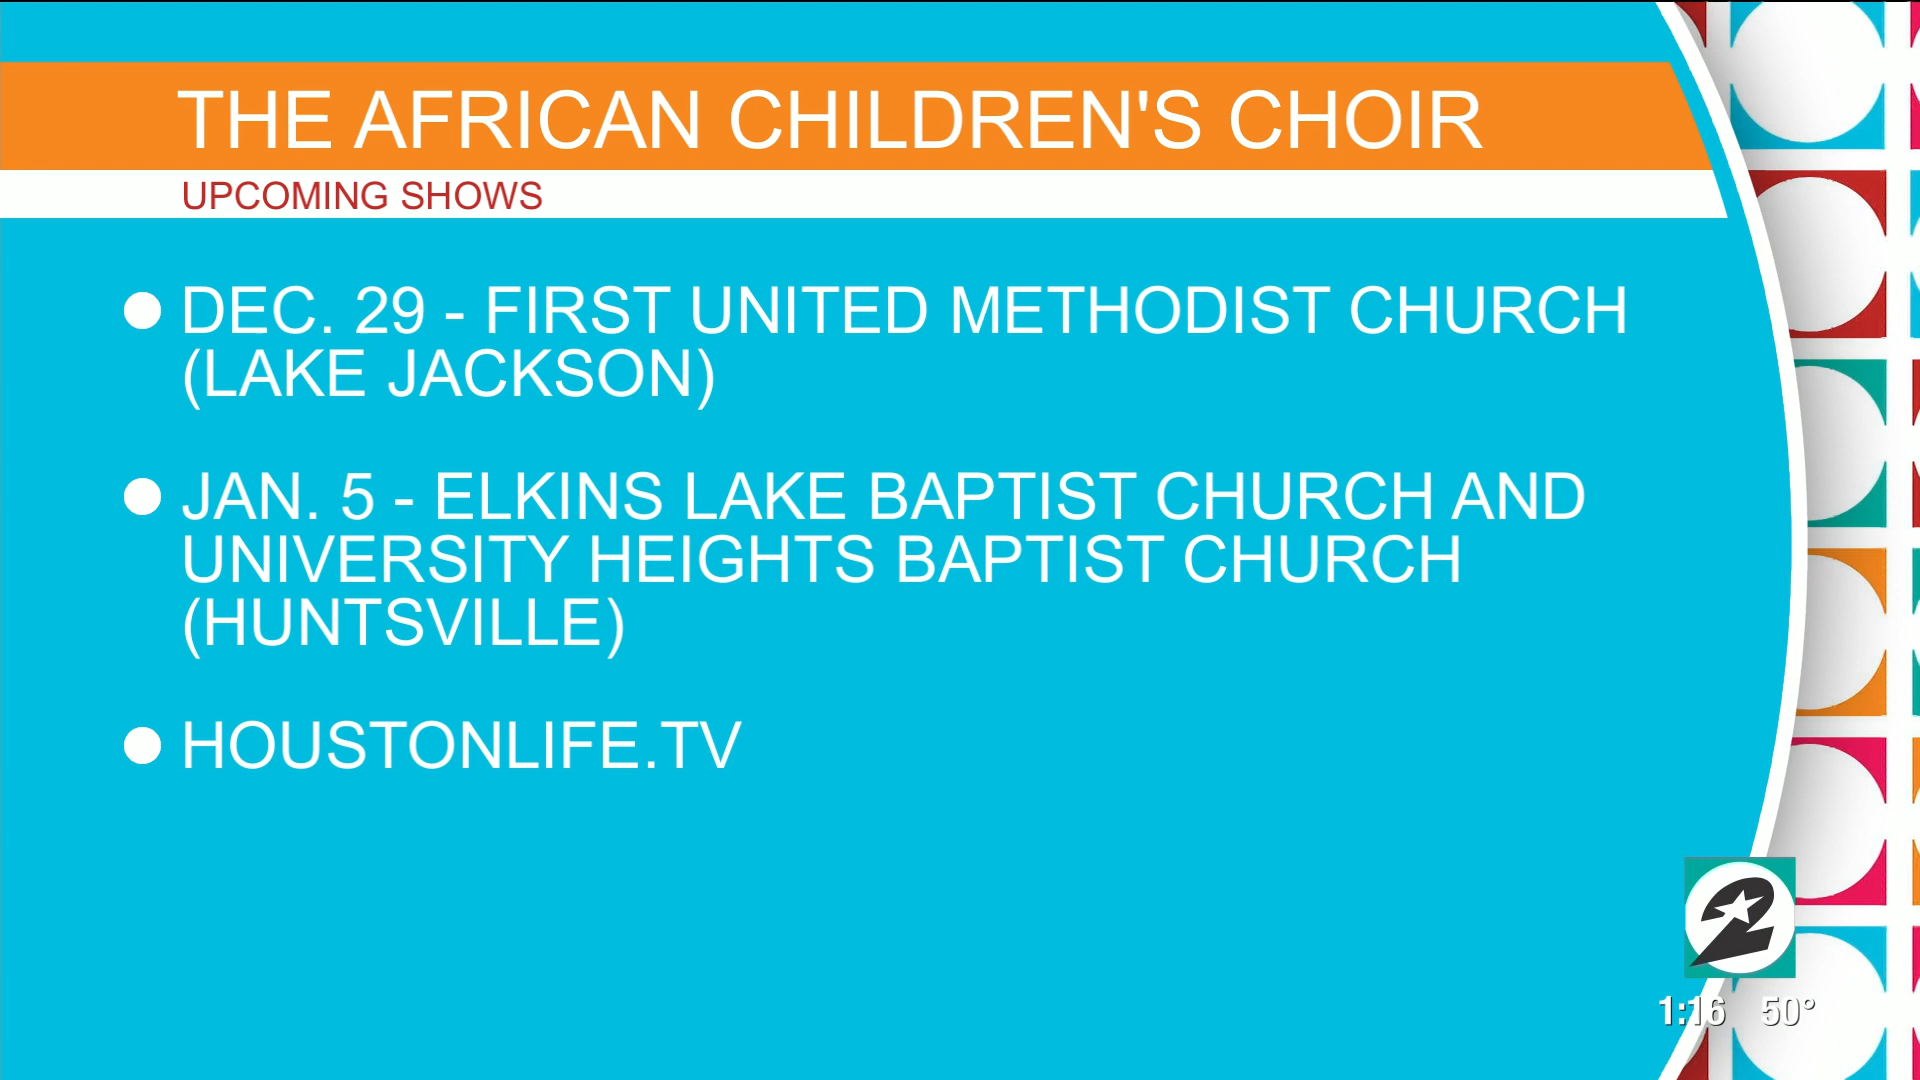 THE AFRICAN CHILDREN'S CHOIR
UPCOMING SHOWS
● DEC. 29 - FIRST UNITED METHODIST CHURCH
(LAKE JACKSON)
● JAN. 5 - ELKINS LAKE BAPTIST CHURCH AND
UNIVERSITY HEIGHTS BAPTIST CHURCH
(HUNTSVILLE)
● HOUSTONLIFE.TV
2
1:16 50°